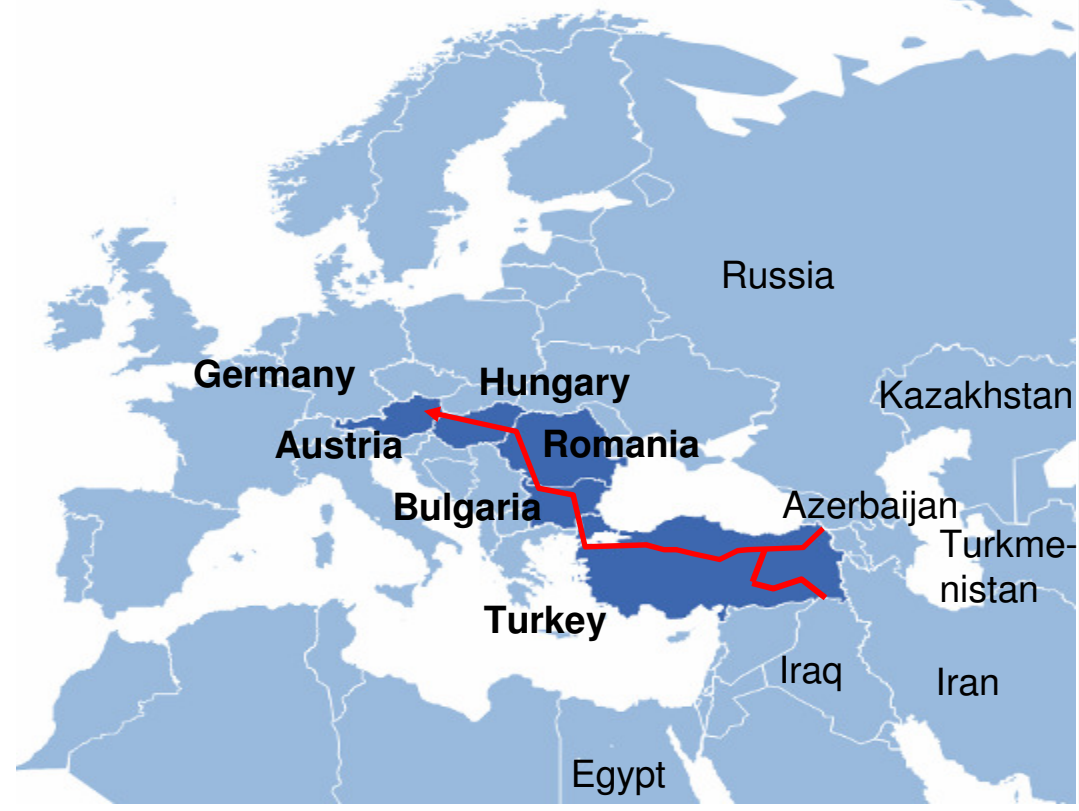 Russia
Germany
Hungary
Kazakhstan
Austria
Romania
Bulgaria
Azerbaijan
Turkme-
nistan
Turkey
Iraq
Iran
Egypt